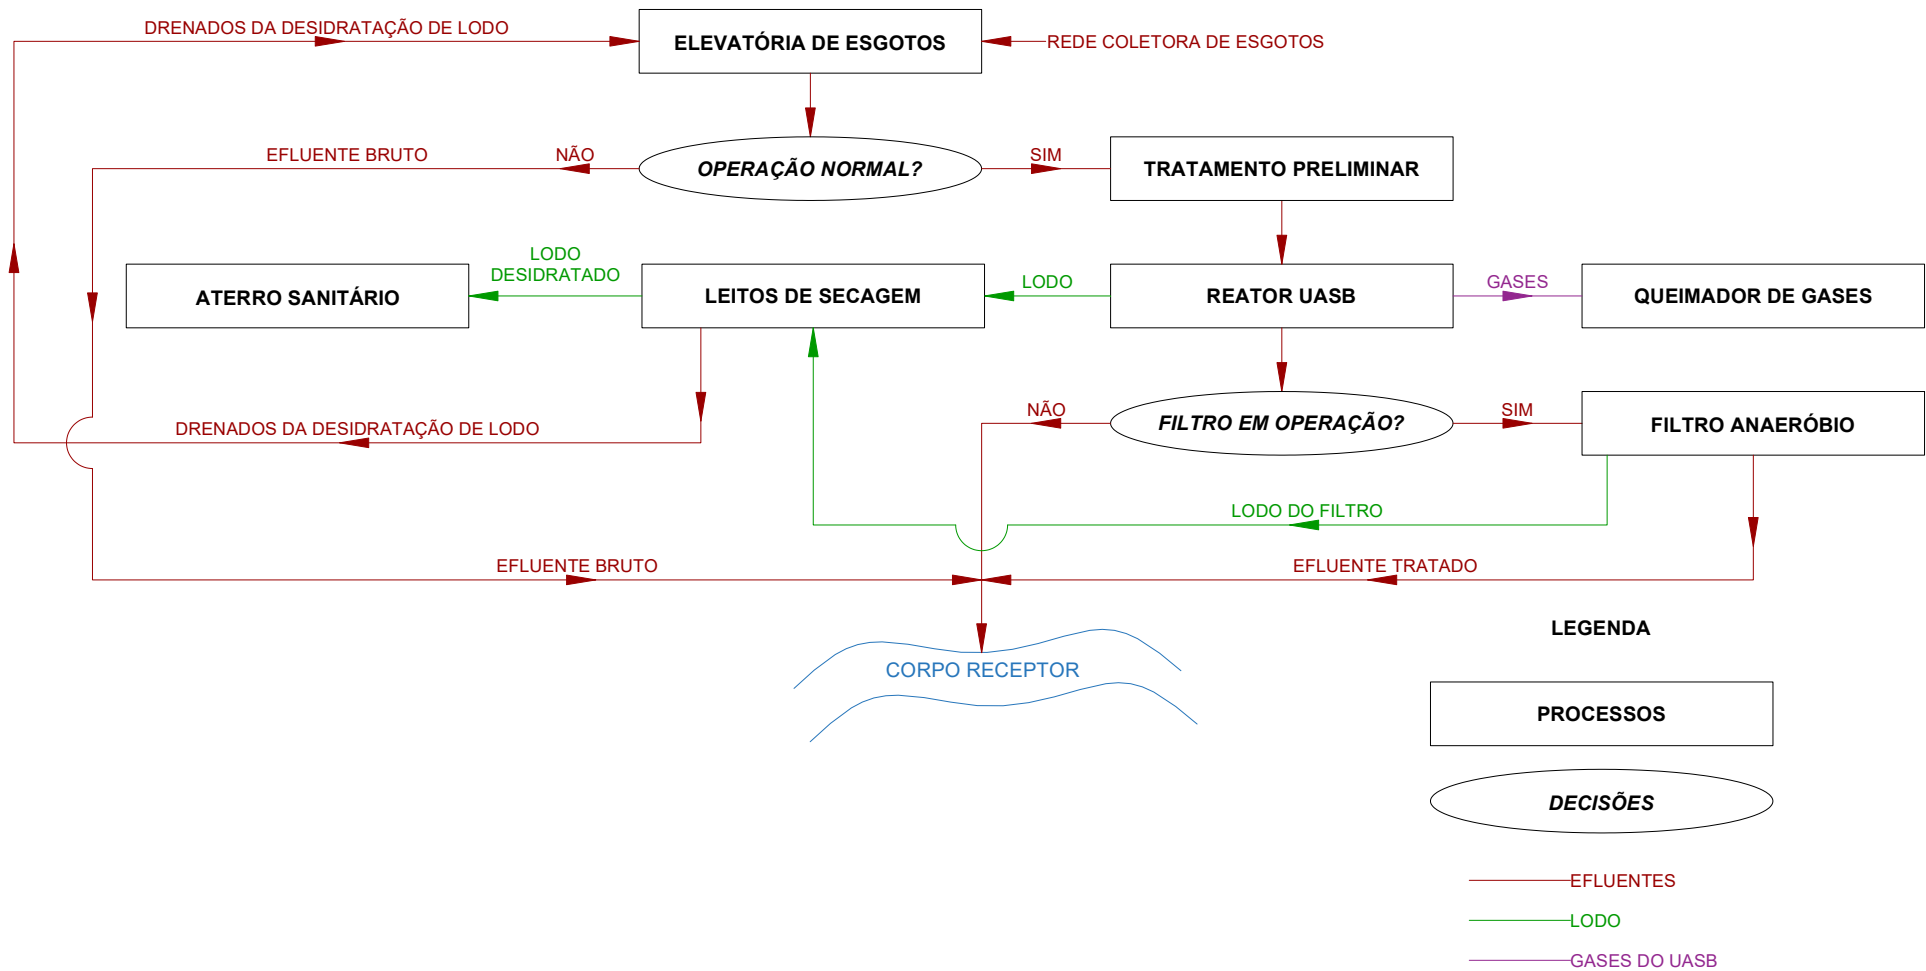 DRENADOS DA DESIDRATAÇÃO DE LODO
ELEVATÓRIA DE ESGOTOS
REDE COLETORA DE ESGOTOS
EFLUENTE BRUTO
NÃO
OPERAÇÃO NORMAL?
SIM
TRATAMENTO PRELIMINAR
ATERRO SANITÁRIO
LODO
DESIDRATADO
LEITOS DE SECAGEM
LODO
REATOR UASB
GASES
QUEIMADOR DE GASES
DRENADOS DA DESIDRATAÇÃO DE LODO
NÃO
FILTRO EM OPERAÇÃO?
SIM
FILTRO ANAERÓBIO
LODO DO FILTRO
EFLUENTE BRUTO
EFLUENTE TRATADO
CORPO RECEPTOR
LEGENDA
PROCESSOS
DECISÕES
EFLUENTES
LODO
GASES DO UASB